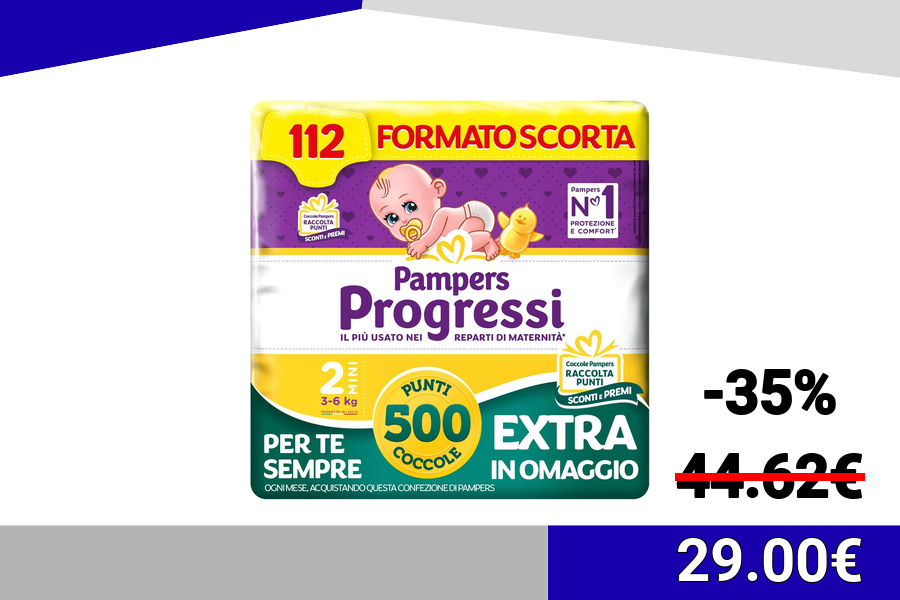 112
FORMATO SCORTA
Coccole Pampers
RACCOLTA
PUNTI
SCONTI E PREMI
Pampers
N°1
PROTEZIONE
E COMFORT
Pampers
Progressi
IL PIÙ USATO NEI REPARTI DI MATERNITÀ*
2 MINI
3-6 kg
Coccole Pampers
RACCOLTA
PUNTI
SCONTI E PREMI
PUNTI
500
COCCOLE
PER TE
SEMPRE
EXTRA
IN OMAGGIO
OGNI MESE, ACQUISTANDO QUESTA CONFEZIONE DI PAMPERS
-35%
44.62€
29.00€